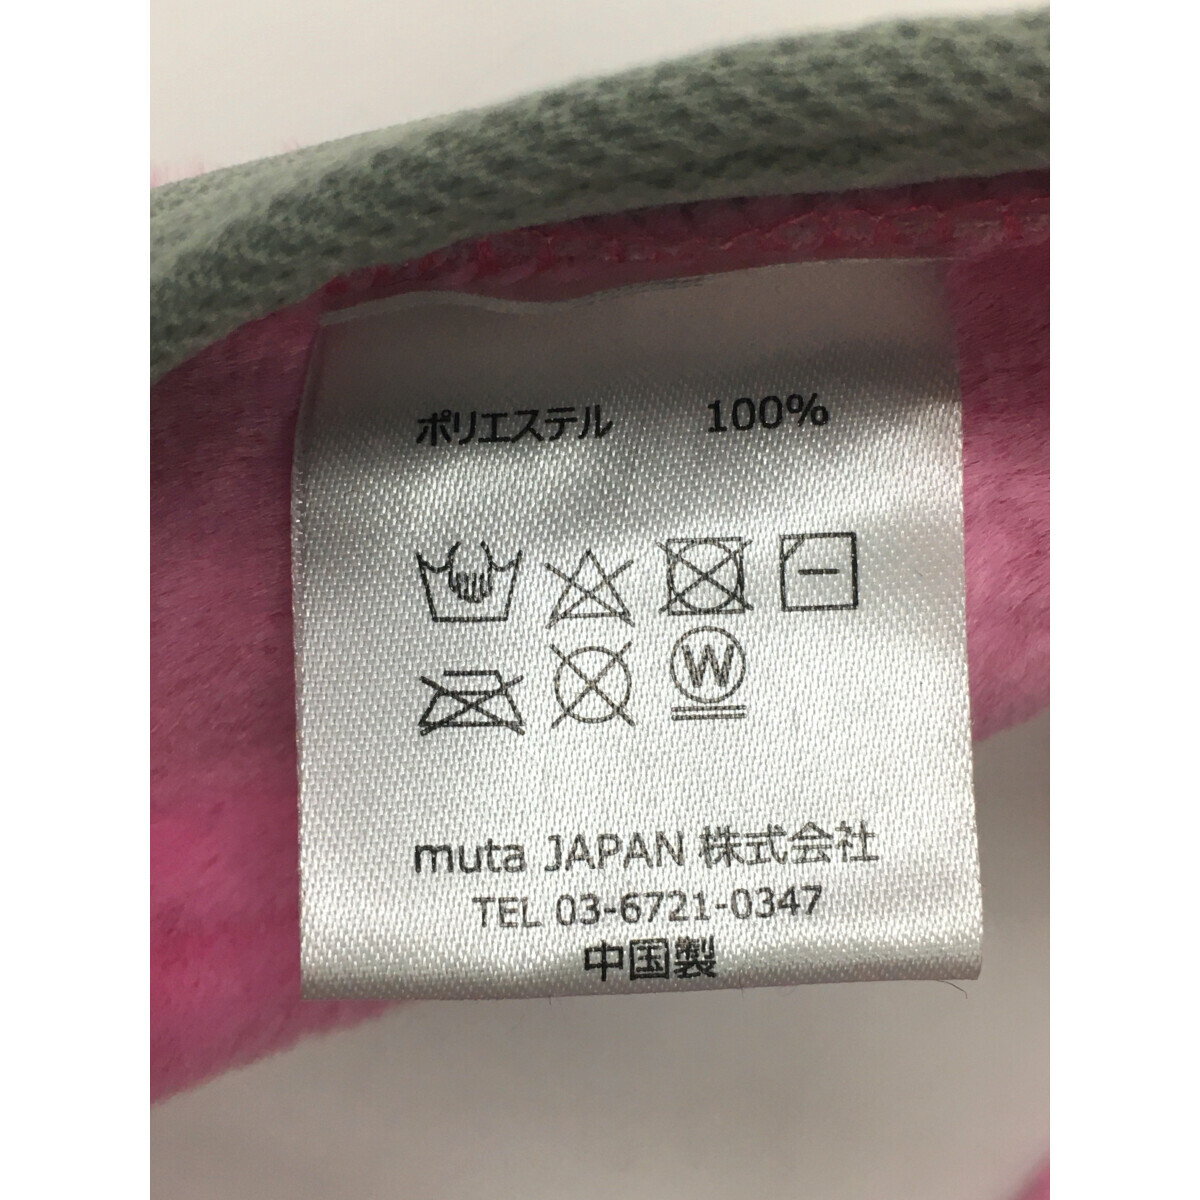 ポリエステル 100%
W
muta JAPAN 株式会社
TEL 03-6721-0347
中国製